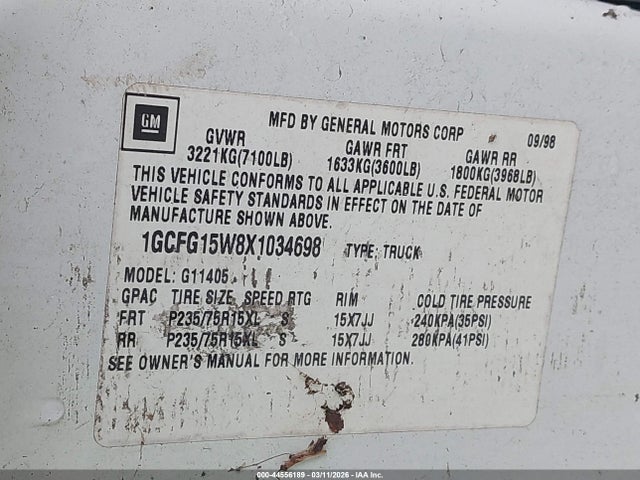 GM
MFD BY GENERAL MOTORS CORP 09/98
GVWR GAWR FRT GAWR RR
3221KG(7100LB) 1633KG(3600LB) 1800KG(3968LB)
THIS VEHICLE CONFORMS TO ALL APPLICABLE U.S. FEDERAL MOTOR
VEHICLE SAFETY STANDARDS IN EFFECT ON THE DATE OF
MANUFACTURE SHOWN ABOVE.
1GCFG15W8X1034698 TYPE: TRUCK
MODEL: G11405
GPAC TIRE SIZE SPEED RTG RIM COLD TIRE PRESSURE
FRT P235/75R15XL S 15X7JJ 240KPA(35PSI)
RR P235/75R15XL S 15X7JJ 280KPA(41PSI)
SEE OWNER'S MANUAL FOR MORE INFORMATION.
000-44556189 - 03/11/2026 - IAA Inc.